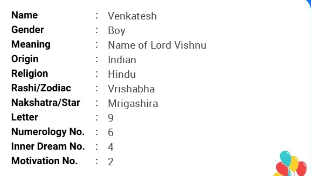 Name : Venkatesh
Gender : Boy
Meaning : Name of Lord Vishnu
Origin : Indian
Religion : Hindu
Rashi/Zodiac : Vrishabha
Nakshatra/Star : Mrigashira
Letter : 9
Numerology No. : 6
Inner Dream No. : 4
Motivation No. : 2